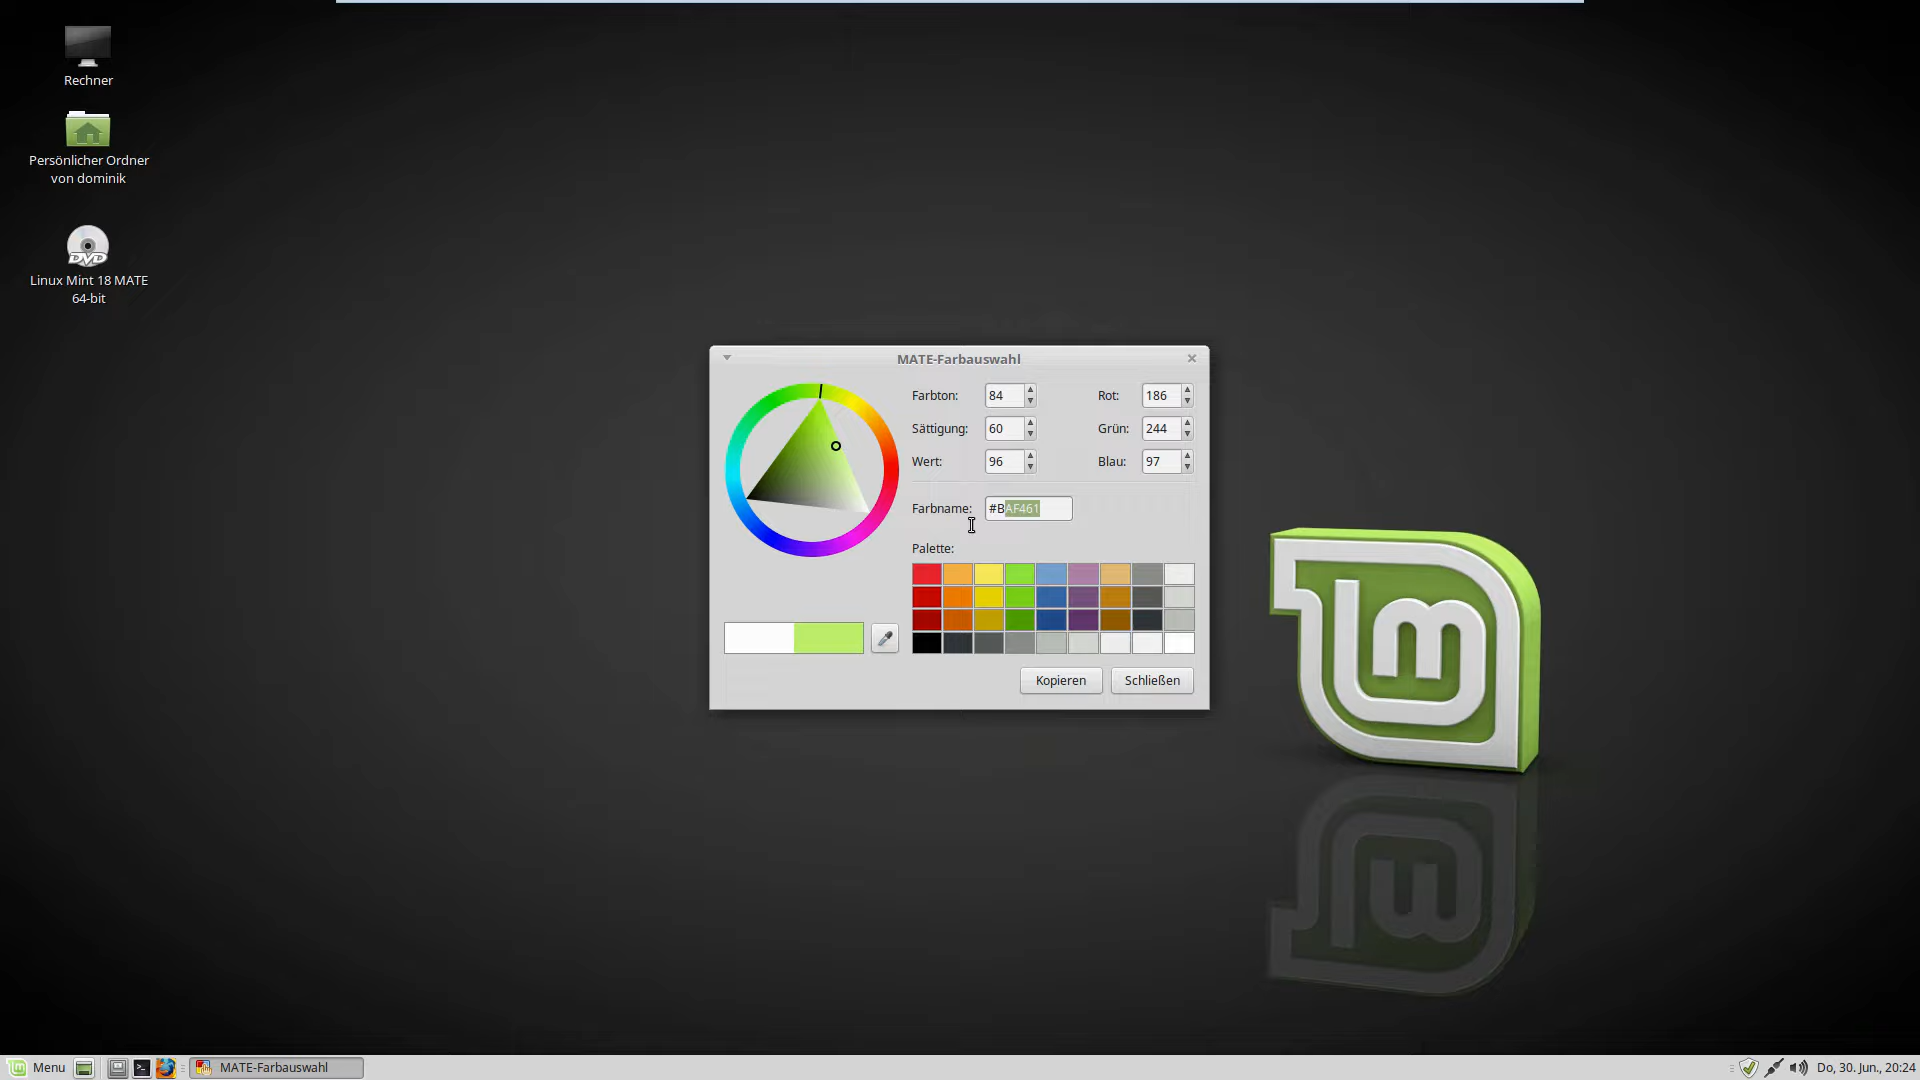 Rechner
Persönlicher Ordner
von dominik
DVD
Linux Mint 18 MATE
64-bit
MATE-Farbauswahl
Farbton: 84 Rot: 186
Sättigung: 60 Grün: 244
Wert: 96 Blau: 97
Farbname: #BAF461
Palette:
Kopieren Schließen
lm
Menu MATE-Farbauswahl Do, 30. Jun., 20:24